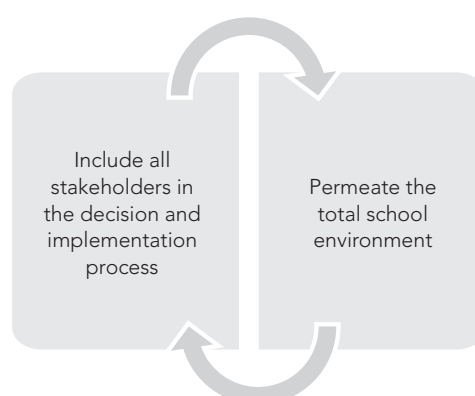 Include all
stakeholders in
the decision and
implementation
process
Permeate the
total school
environment